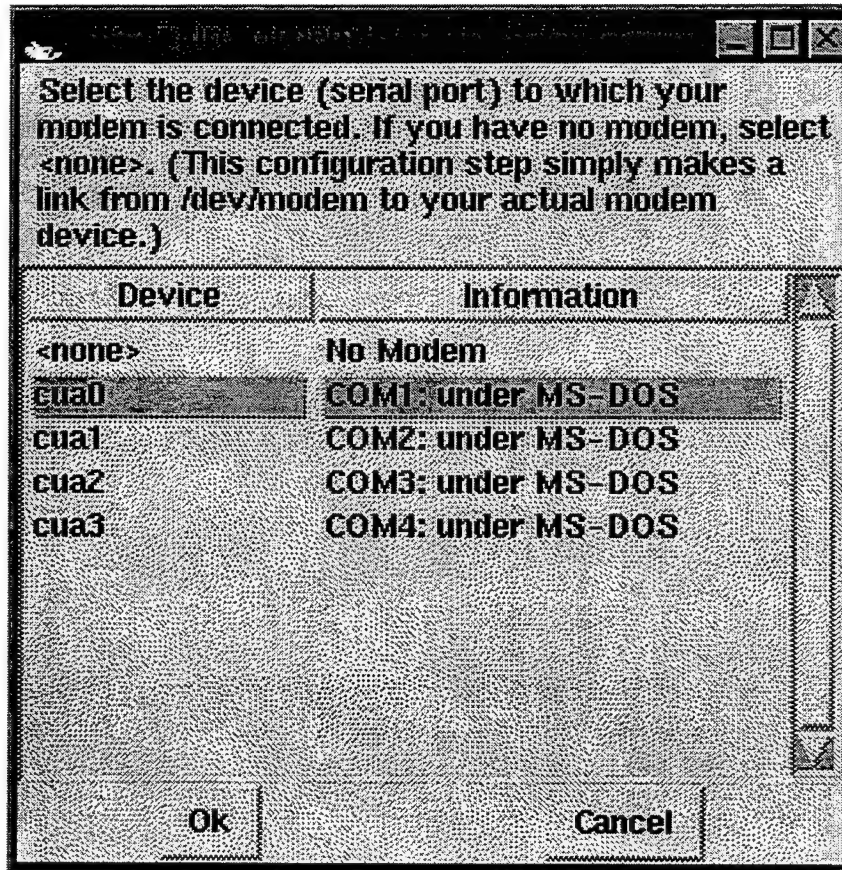 Select the device (serial port) to which your
modem is connected. If you have no modem, select
<none>. (This configuration step simply makes a
link from /dev/modem to your actual modem
device.)
Device Information
<none> No Modem
cua0 COM1: under MS-DOS
cua1 COM2: under MS-DOS
cua2 COM3: under MS-DOS
cua3 COM4: under MS-DOS
Ok Cancel